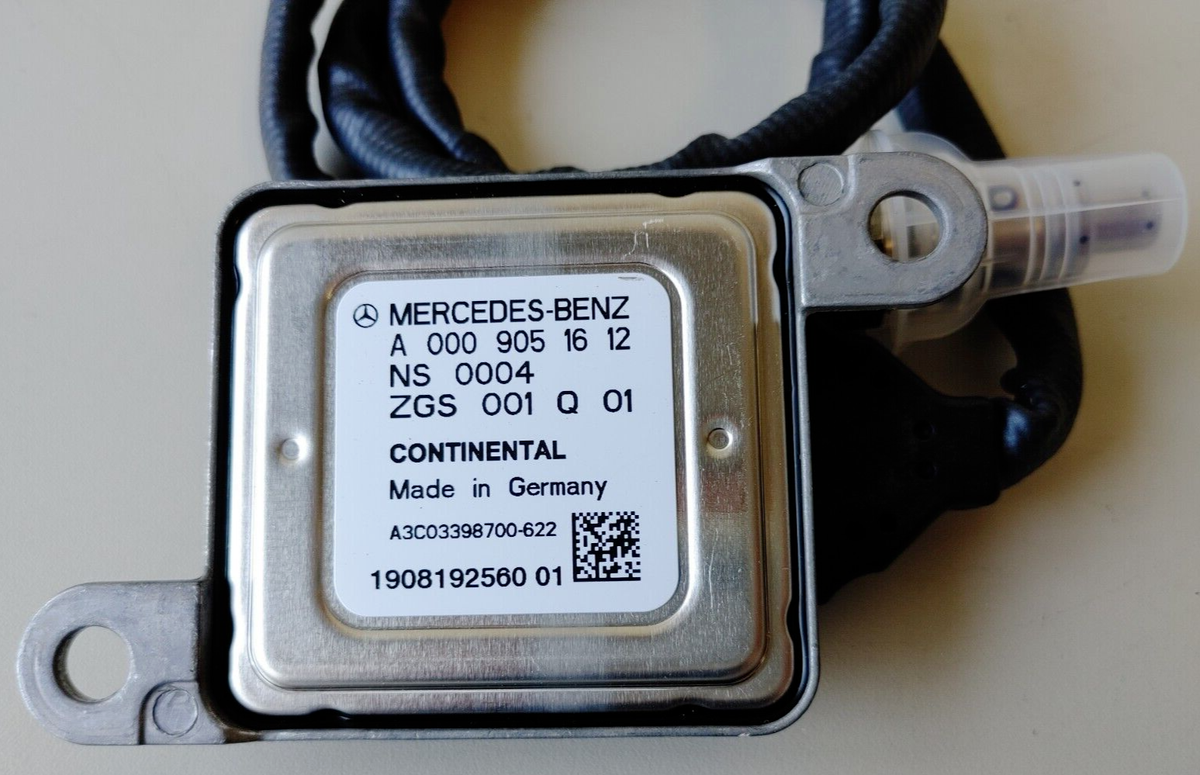 MERCEDES-BENZ
A 000 905 16 12
NS 0004
ZGS 001 Q 01
CONTINENTAL
Made in Germany
A3C03398700-622
1908192560 01